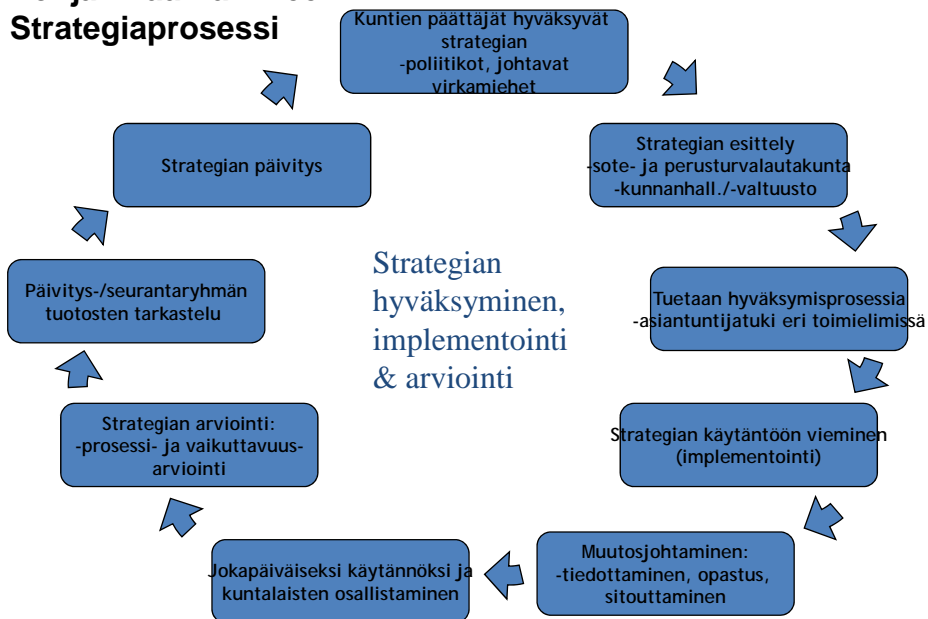 Strategiaprosessi
Kuntien päättäjät hyväksyvät
strategian
-poliitikot, johtavat
virkamiehet
Strategian esittely
-sote- ja perusturvalautakunta
-kunnanhall./-valtuusto
Tuetaan hyväksymisprosessia
-asiantuntijatuki eri toimielimissä
Strategian käytäntöön vieminen
(implementointi)
Muutosjohtaminen:
-tiedottaminen, opastus,
sitouttaminen
Jokapäiväiseksi käytännöksi ja
kuntalaisten osallistaminen
Strategian arviointi:
-prosessi- ja vaikuttavuus-
arviointi
Päivitys-/seurantaryhmän
tuotosten tarkastelu
Strategian päivitys
Strategian
hyväksyminen,
implementointi
& arviointi